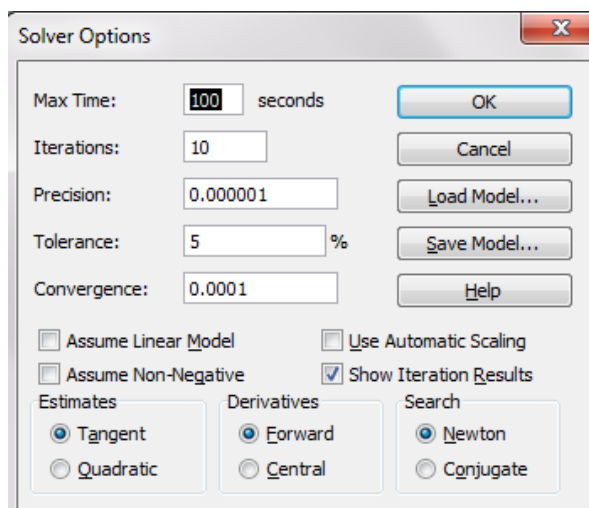 Solver Options
Max Time: 100 seconds OK
Iterations: 10 Cancel
Precision: 0.000001 Load Model...
Tolerance: 5 % Save Model...
Convergence: 0.0001 Help
Assume Linear Model Use Automatic Scaling
Assume Non-Negative Show Iteration Results
Estimates Derivatives Search
Tangent Forward Newton
Quadratic Central Conjugate